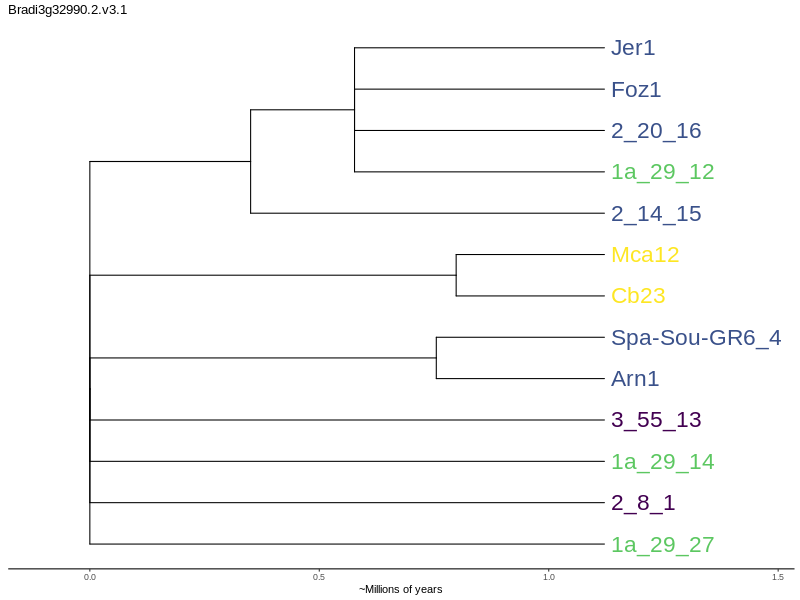 Bradi3g32990.2.v3.1
Jer1
Foz1
2_20_16
1a_29_12
2_14_15
Mca12
Cb23
Spa-Sou-GR6_4
Arn1
3_55_13
1a_29_14
2_8_1
1a_29_27
0.0 0.5 1.0 1.5
~Millions of years